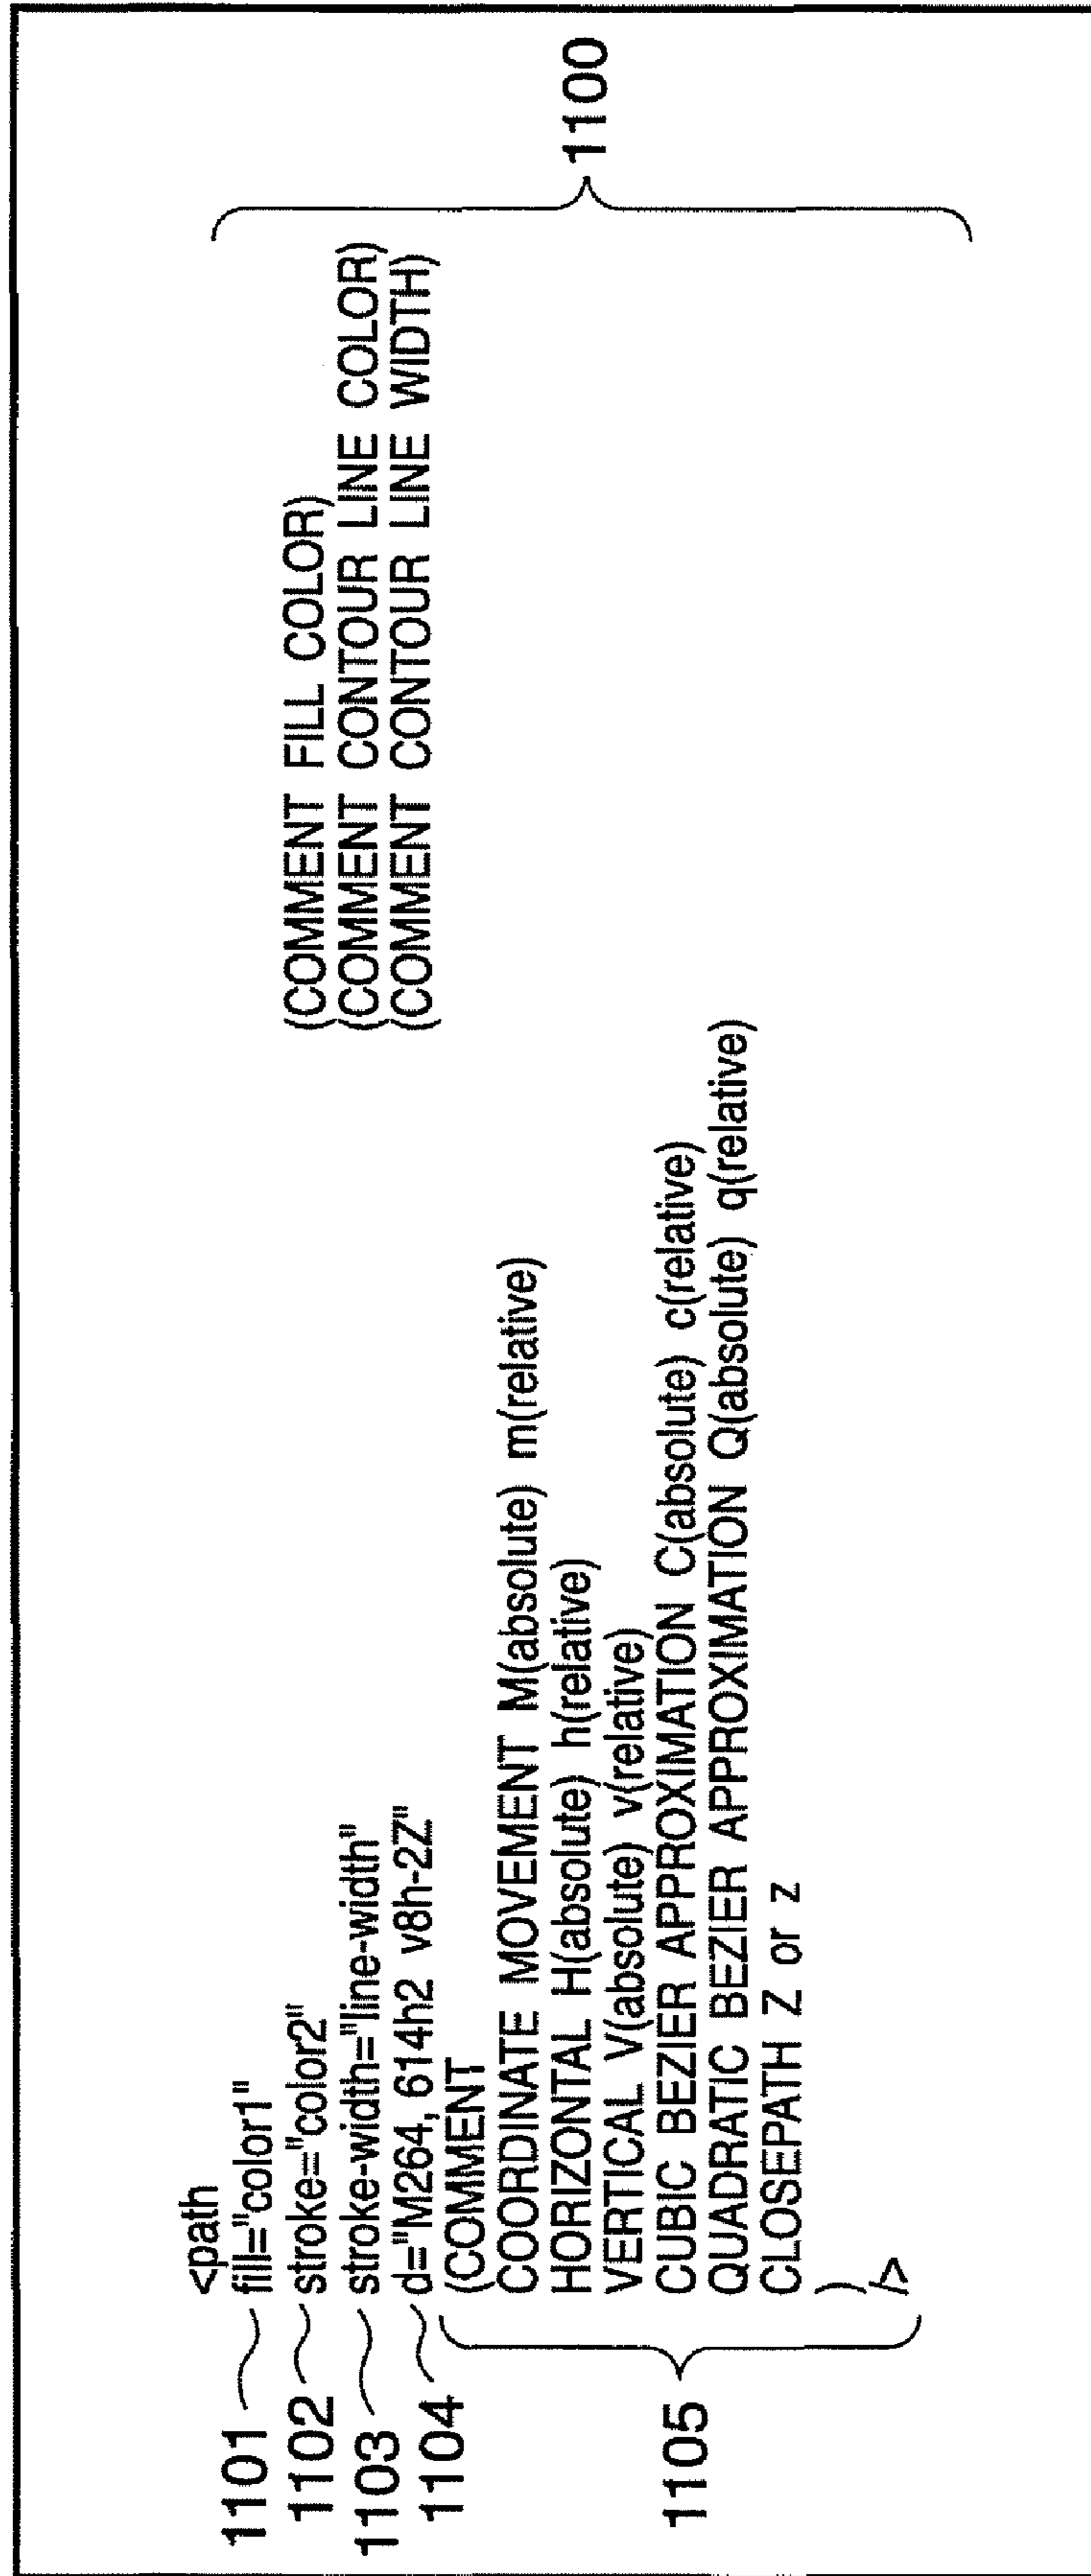 <path
1101 fill="color1" (COMMENT FILL COLOR)
1102 stroke="color2" (COMMENT CONTOUR LINE COLOR)
1103 stroke-width="line-width" (COMMENT CONTOUR LINE WIDTH)
1104 d="M264, 614h2 v8h-2Z"
(COMMENT
COORDINATE MOVEMENT M(absolute) m(relative)
HORIZONTAL H(absolute) h(relative)
VERTICAL V(absolute) v(relative)
CUBIC BEZIER APPROXIMATION C(absolute) c(relative)
QUADRATIC BEZIER APPROXIMATION Q(absolute) q(relative)
CLOSEPATH Z or z
)
/>
1105
1100